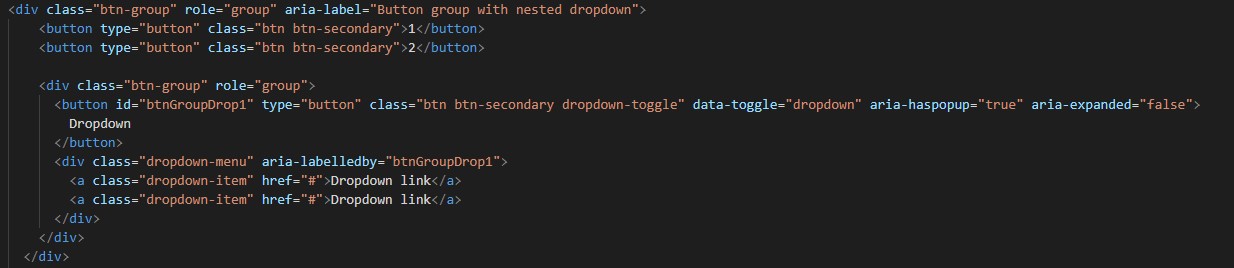 <div class="btn-group" role="group" aria-label="Button group with nested dropdown">
    <button type="button" class="btn btn-secondary">1</button>
    <button type="button" class="btn btn-secondary">2</button>

    <div class="btn-group" role="group">
      <button id="btnGroupDrop1" type="button" class="btn btn-secondary dropdown-toggle" data-toggle="dropdown" aria-haspopup="true" aria-expanded="false">
        Dropdown
      </button>
      <div class="dropdown-menu" aria-labelledby="btnGroupDrop1">
        <a class="dropdown-item" href="#">Dropdown link</a>
        <a class="dropdown-item" href="#">Dropdown link</a>
      </div>
    </div>
  </div>